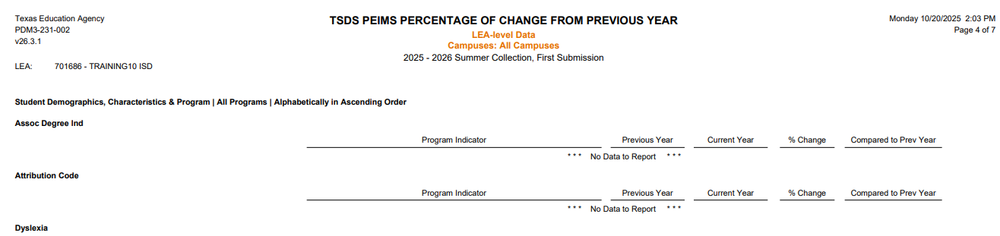 Texas Education Agency
PDM3-231-002
v26.3.1
TSDS PEIMS PERCENTAGE OF CHANGE FROM PREVIOUS YEAR
LEA-level Data
Campuses: All Campuses
2025 - 2026 Summer Collection, First Submission
Monday 10/20/2025 2:03 PM
Page 4 of 7
LEA: 701686 - TRAINING10 ISD
Student Demographics, Characteristics & Program | All Programs | Alphabetically in Ascending Order
Assoc Degree Ind
Program Indicator Previous Year Current Year % Change Compared to Prev Year
* * * No Data to Report * * *
Attribution Code
Program Indicator Previous Year Current Year % Change Compared to Prev Year
* * * No Data to Report * * *
Dyslexia